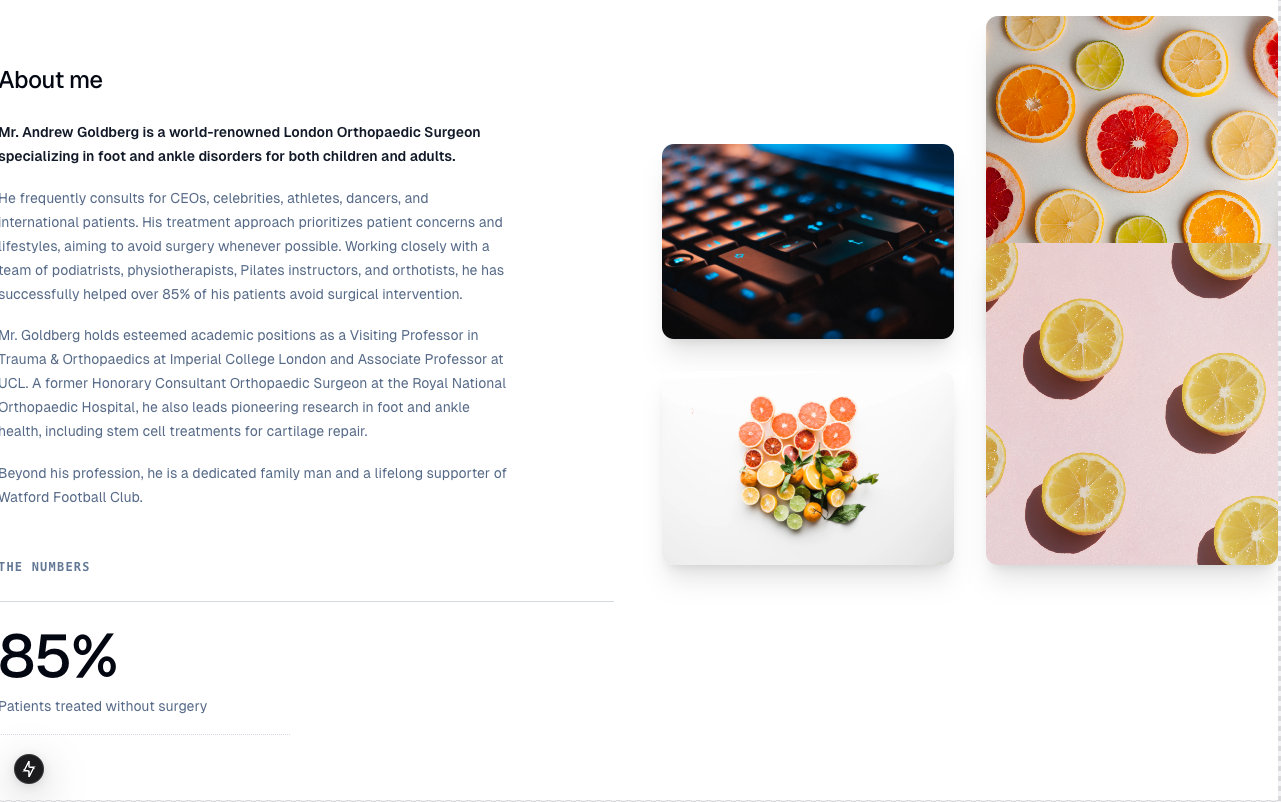 About me
Mr. Andrew Goldberg is a world-renowned London Orthopaedic Surgeon
specializing in foot and ankle disorders for both children and adults.
He frequently consults for CEOs, celebrities, athletes, dancers, and
international patients. His treatment approach prioritizes patient concerns and
lifestyles, aiming to avoid surgery whenever possible. Working closely with a
team of podiatrists, physiotherapists, Pilates instructors, and orthotists, he has
successfully helped over 85% of his patients avoid surgical intervention.
Mr. Goldberg holds esteemed academic positions as a Visiting Professor in
Trauma & Orthopaedics at Imperial College London and Associate Professor at
UCL. A former Honorary Consultant Orthopaedic Surgeon at the Royal National
Orthopaedic Hospital, he also leads pioneering research in foot and ankle
health, including stem cell treatments for cartilage repair.
Beyond his profession, he is a dedicated family man and a lifelong supporter of
Watford Football Club.
THE NUMBERS
85%
Patients treated without surgery